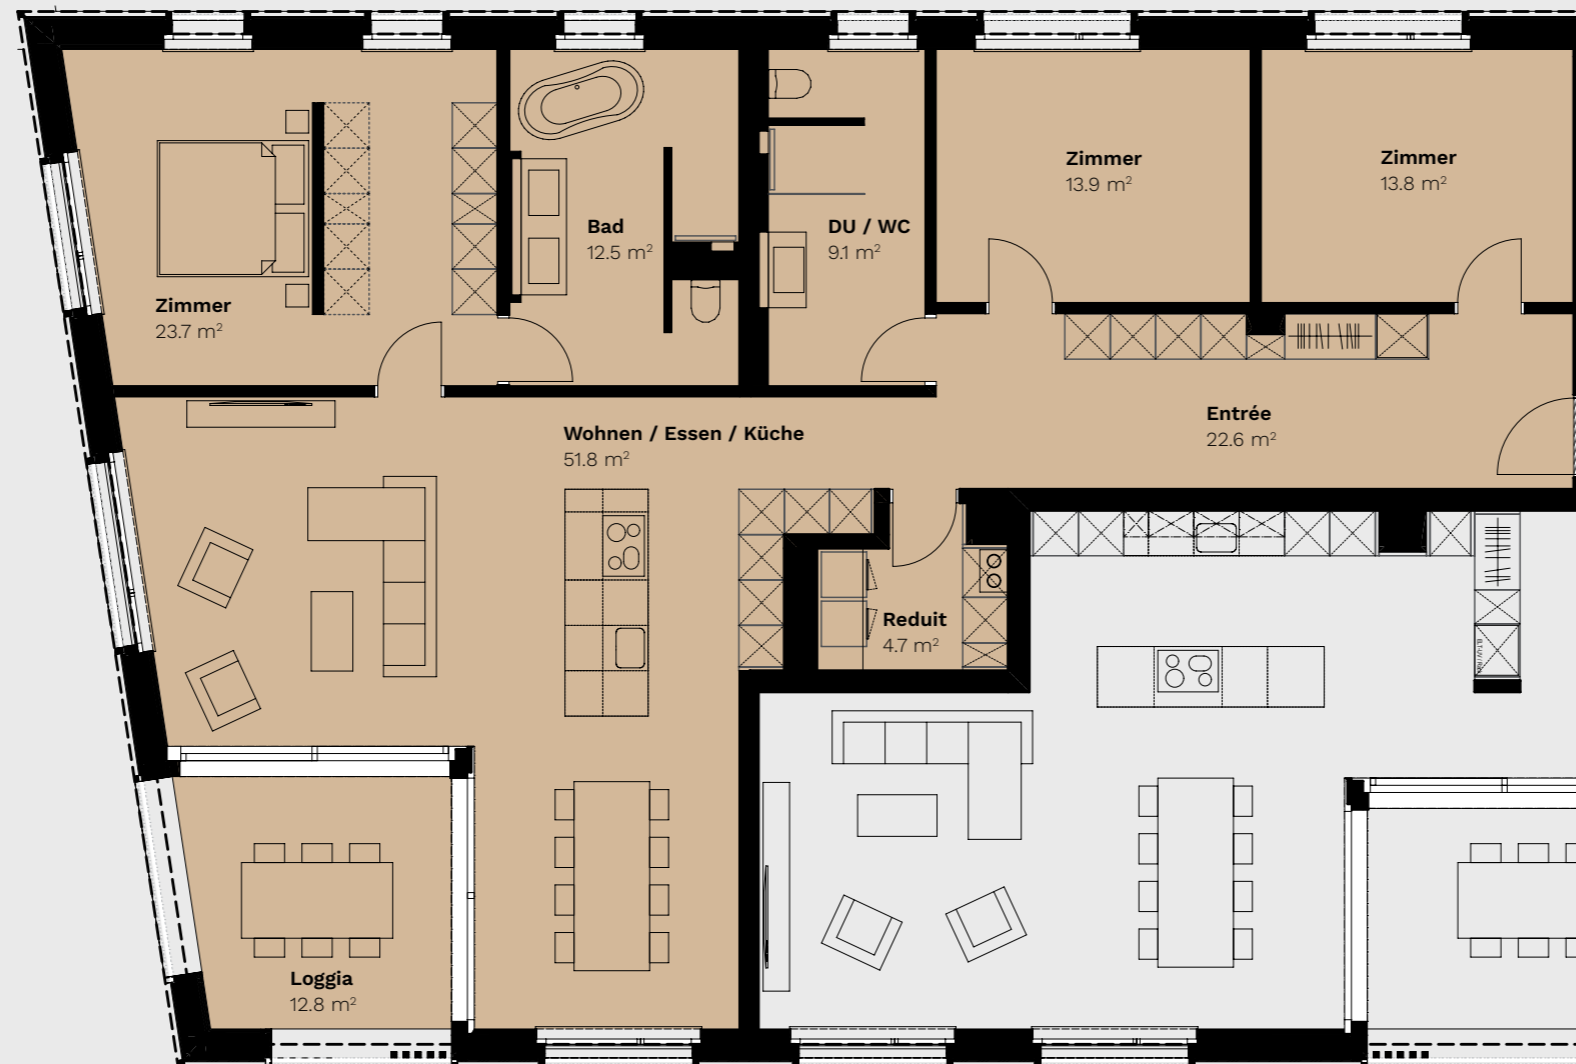 Zimmer
13.9 m²
Zimmer
13.8 m²
Bad
12.5 m²
DU / WC
9.1 m²
Zimmer
23.7 m²
Entrée
22.6 m²
Wohnen / Essen / Küche
51.8 m²
Reduit
4.7 m²
Loggia
12.8 m²